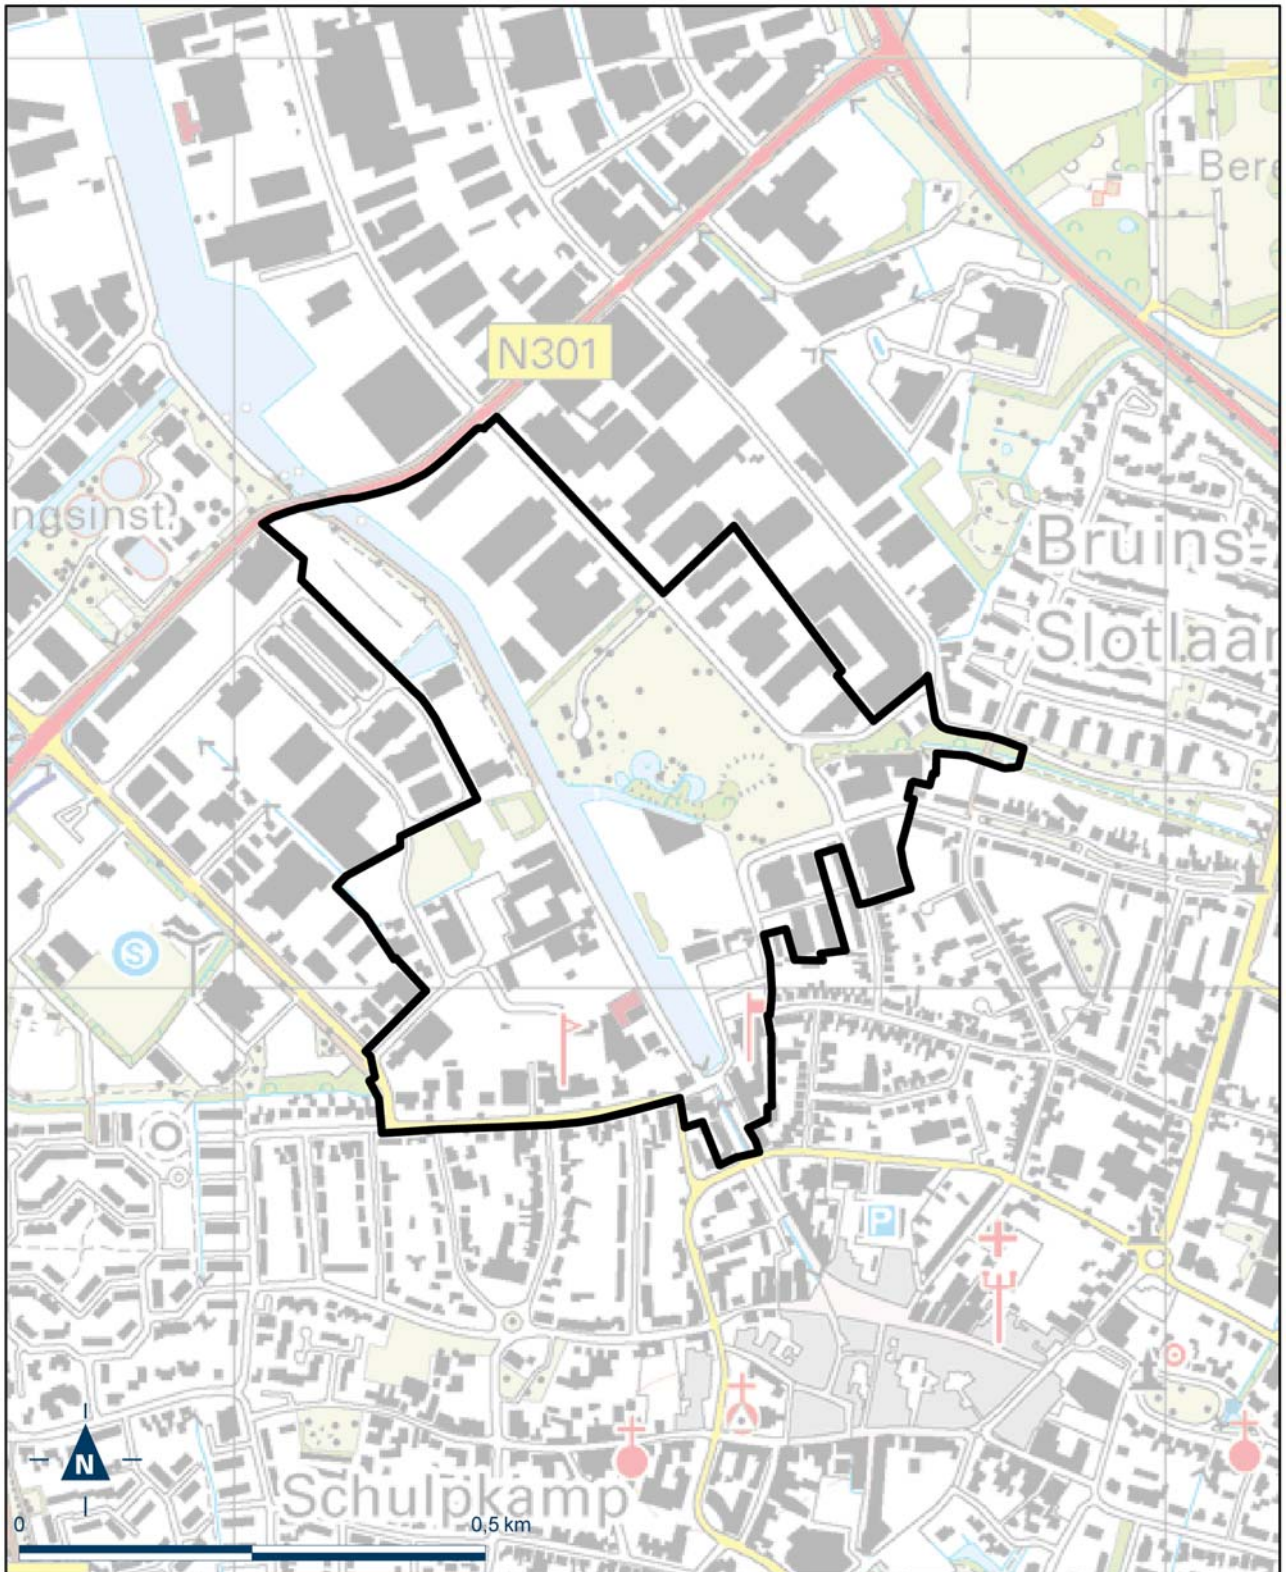 Bere
N301
ngsinst.
Bruins-
Slotlaan
S
P
Schulpkamp
N
0
0,5 km